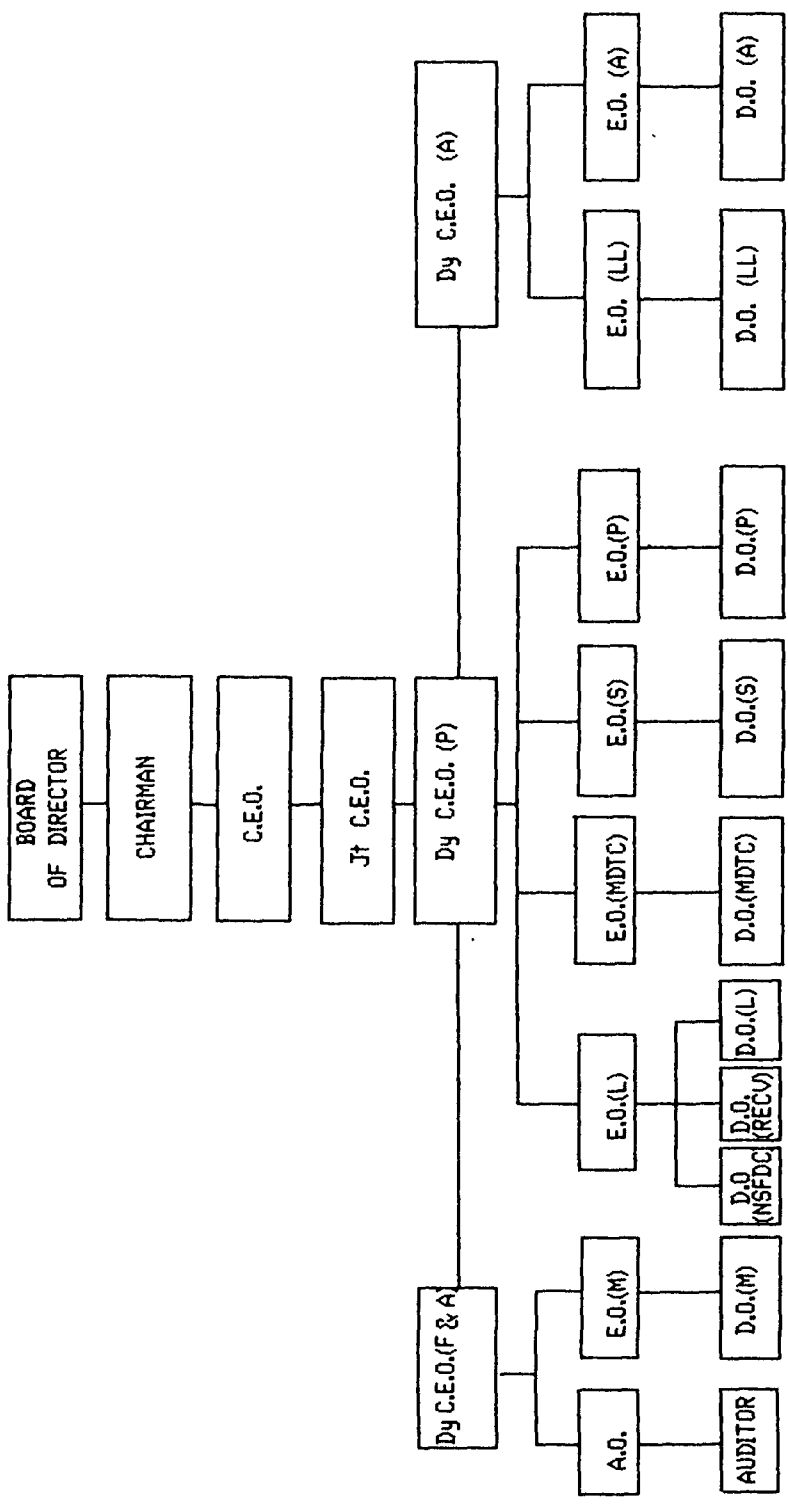 BOARD
OF DIRECTOR
CHAIRMAN
C.E.O.
Jt C.E.O.
Dy C.E.O.(F & A)
Dy C.E.O. (P)
Dy C.E.O. (A)
A.O.
E.O.(M)
E.O.(L)
E.O.(MDTC)
E.O.(S)
E.O.(P)
E.O. (LL)
E.O. (A)
AUDITOR
D.O.(M)
D.O
(NSFDC)
D.O.
(RECV)
D.O.(L)
D.O.(MDTC)
D.O.(S)
D.O.(P)
D.O. (LL)
D.O. (A)